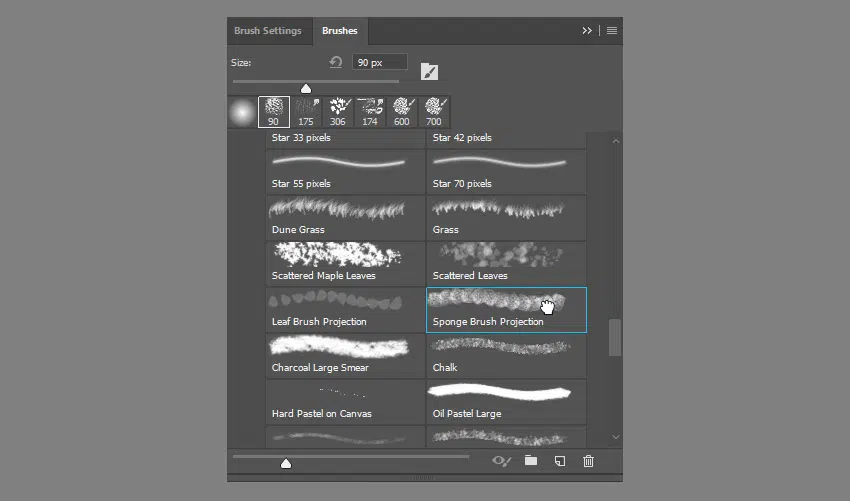 Brush Settings Brushes
Size: 90 px
90 175 306 174 600 700
Star 33 pixels Star 42 pixels
Star 55 pixels Star 70 pixels
Dune Grass Grass
Scattered Maple Leaves Scattered Leaves
Leaf Brush Projection Sponge Brush Projection
Charcoal Large Smear Chalk
Hard Pastel on Canvas Oil Pastel Large